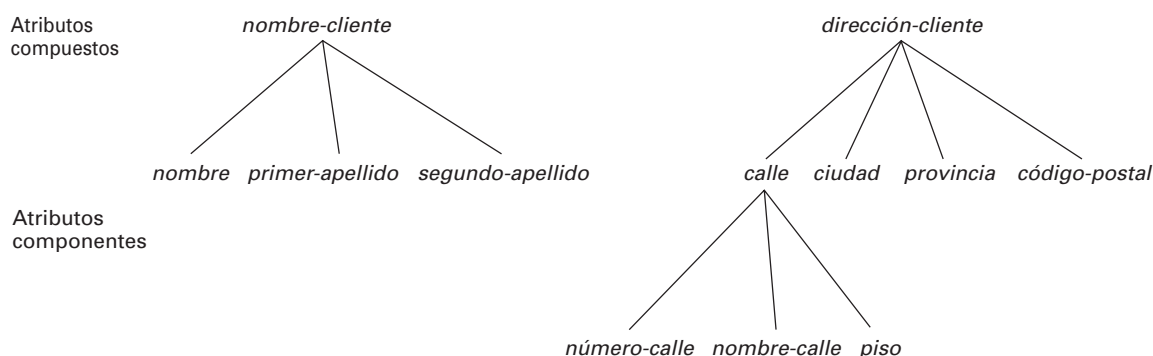 Atributos
compuestos
nombre-cliente
dirección-cliente
nombre primer-apellido segundo-apellido
calle ciudad provincia código-postal
Atributos
componentes
número-calle nombre-calle piso